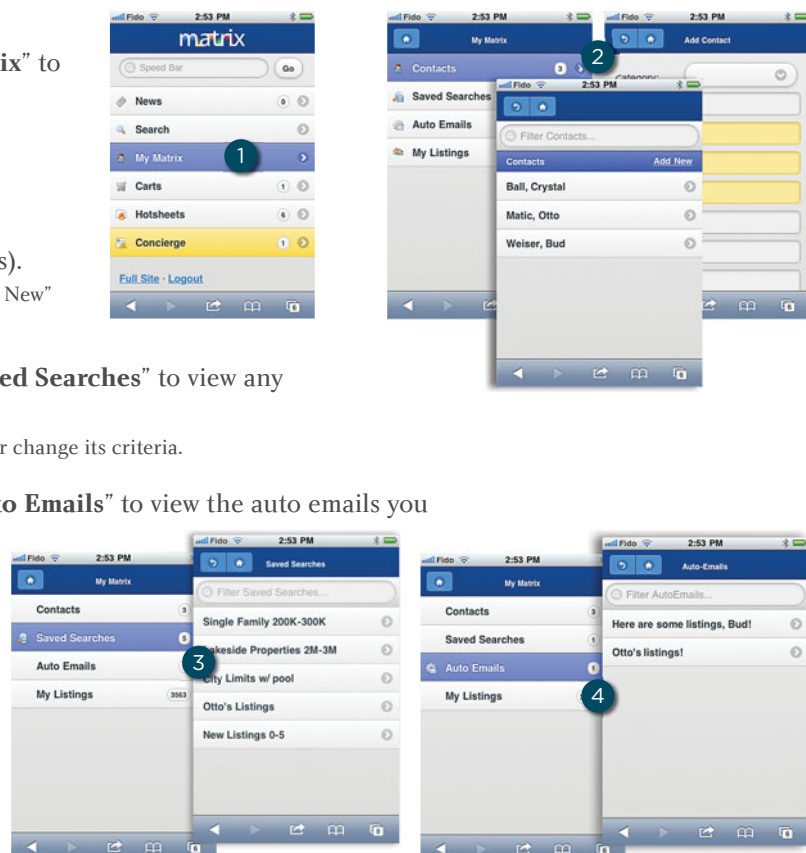 ix” to
s).
New”
ed Searches” to view any
r change its criteria.
to Emails” to view the auto emails you
Fido 2:53 PM
matrix
Speed Bar Go
News 0
Search
My Matrix 1
Carts 1
Hotsheets 6
Concierge 1
Full Site · Logout
6
Fido 2:53 PM
My Matrix
Contacts 3
Saved Searches
Auto Emails
My Listings
2
Fido 2:53 PM
Add Contact
Category:
6
Fido 2:53 PM
Filter Contacts...
Contacts Add New
Ball, Crystal
Matic, Otto
Weiser, Bud
6
Fido 2:53 PM
My Matrix
Contacts 3
Saved Searches 5
Auto Emails
My Listings 3563
6
3
Fido 2:53 PM
Saved Searches
Filter Saved Searches...
Single Family 200K-300K
Properties 2M-3M
City Limits w/ pool
Otto's Listings
New Listings 0-5
6
Fido 2:53 PM
My Matrix
Contacts 3
Saved Searches 1
Auto Emails 1
My Listings
6
4
Fido 2:53 PM
Auto-Emails
Filter AutoEmails...
Here are some listings, Bud!
Otto's listings!
6